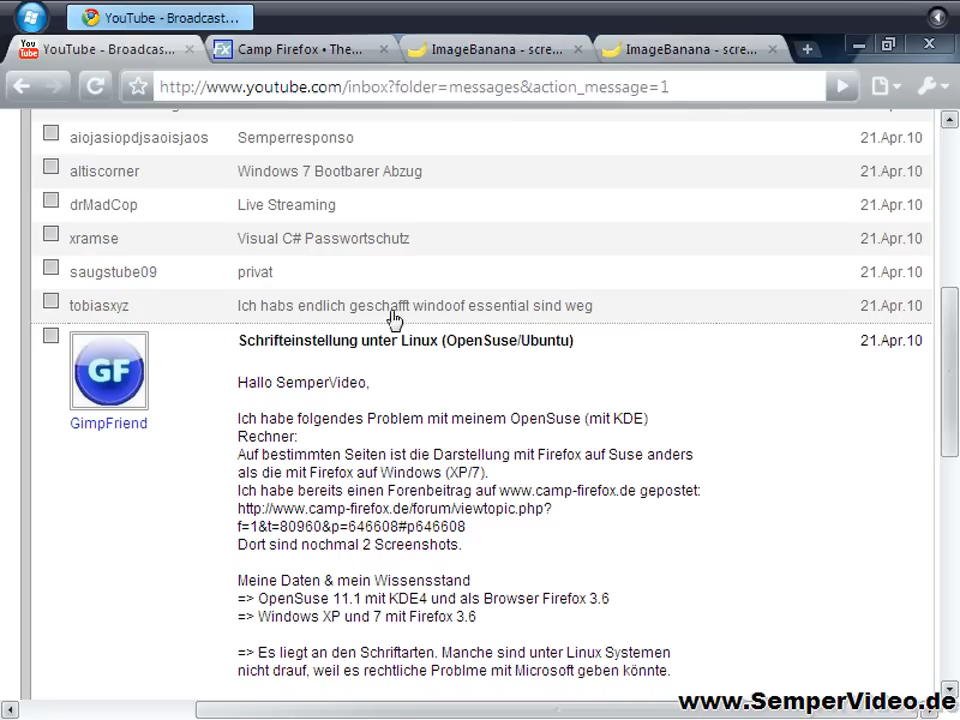 YouTube - Broadcast...
YouTube - Broadcas...
Camp Firefox • The...
ImageBanana - scre...
ImageBanana - scre...
http://www.youtube.com/inbox?folder=messages&action_message=1
aiojasiopdjsaoisjaos Semperresponso 21.Apr.10
altiscorner Windows 7 Bootbarer Abzug 21.Apr.10
drMadCop Live Streaming 21.Apr.10
xramse Visual C# Passwortschutz 21.Apr.10
saugstube09 privat 21.Apr.10
tobiasxyz Ich habs endlich geschafft windoof essential sind weg 21.Apr.10
Schrifteinstellung unter Linux (OpenSuse/Ubuntu) 21.Apr.10
GF
GimpFriend
Hallo SemperVideo,
Ich habe folgendes Problem mit meinem OpenSuse (mit KDE)
Rechner:
Auf bestimmten Seiten ist die Darstellung mit Firefox auf Suse anders
als die mit Firefox auf Windows (XP/7).
Ich habe bereits einen Forenbeitrag auf www.camp-firefox.de gepostet:
http://www.camp-firefox.de/forum/viewtopic.php?
f=1&t=80960&p=646608#p646608
Dort sind nochmal 2 Screenshots.
Meine Daten & mein Wissensstand
=> OpenSuse 11.1 mit KDE4 und als Browser Firefox 3.6
=> Windows XP und 7 mit Firefox 3.6
=> Es liegt an den Schriftarten. Manche sind unter Linux Systemen
nicht drauf, weil es rechtliche Problme mit Microsoft geben könnte.
www.SemperVideo.de